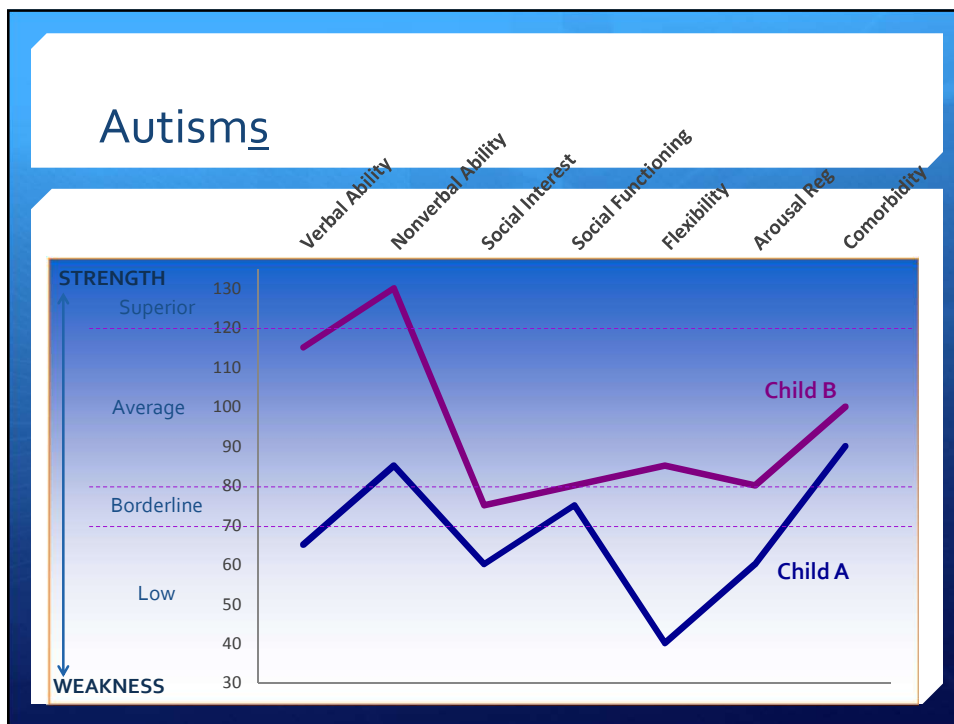 Autisms
Verbal Ability
Nonverbal Ability
Social Interest
Social Functioning
Flexibility
Arousal Reg
Comorbidity
STRENGTH
Superior
Average
Borderline
Low
WEAKNESS
130
120
110
100
90
80
70
60
50
40
30
Child B
Child A